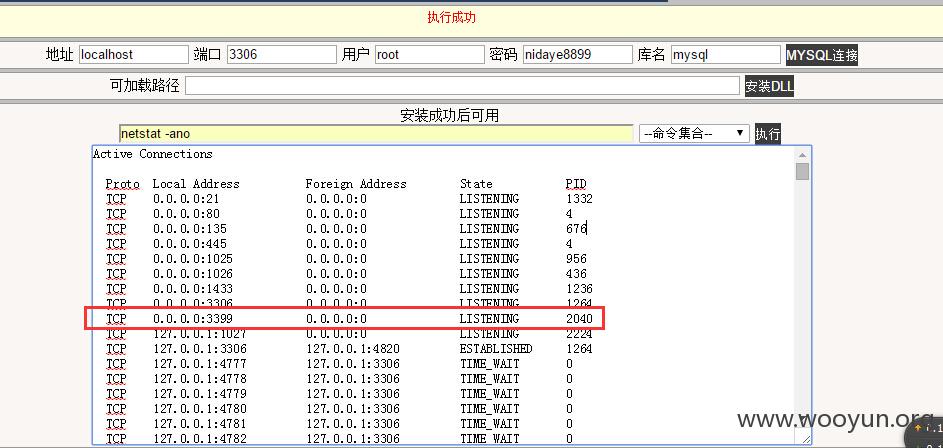 执行成功
地址 localhost 端口 3306 用户 root 密码 nidaye8899 库名 mysql MYSQL连接
可加载路径 安装DLL
安装成功后可用
netstat -ano --命令集合-- 执行
Active Connections
Proto Local Address Foreign Address State PID
TCP 0.0.0.0:21 0.0.0.0:0 LISTENING 1332
TCP 0.0.0.0:80 0.0.0.0:0 LISTENING 4
TCP 0.0.0.0:135 0.0.0.0:0 LISTENING 676
TCP 0.0.0.0:445 0.0.0.0:0 LISTENING 4
TCP 0.0.0.0:1025 0.0.0.0:0 LISTENING 956
TCP 0.0.0.0:1026 0.0.0.0:0 LISTENING 436
TCP 0.0.0.0:1433 0.0.0.0:0 LISTENING 1236
TCP 0.0.0.0:3306 0.0.0.0:0 LISTENING 1264
TCP 0.0.0.0:3399 0.0.0.0:0 LISTENING 2040
TCP 127.0.0.1:1027 0.0.0.0:0 LISTENING 2224
TCP 127.0.0.1:3306 127.0.0.1:4820 ESTABLISHED 1264
TCP 127.0.0.1:4777 127.0.0.1:3306 TIME_WAIT 0
TCP 127.0.0.1:4778 127.0.0.1:3306 TIME_WAIT 0
TCP 127.0.0.1:4779 127.0.0.1:3306 TIME_WAIT 0
TCP 127.0.0.1:4780 127.0.0.1:3306 TIME_WAIT 0
TCP 127.0.0.1:4781 127.0.0.1:3306 TIME_WAIT 0
TCP 127.0.0.1:4782 127.0.0.1:3306 TIME_WAIT 0
www.wooyun.org